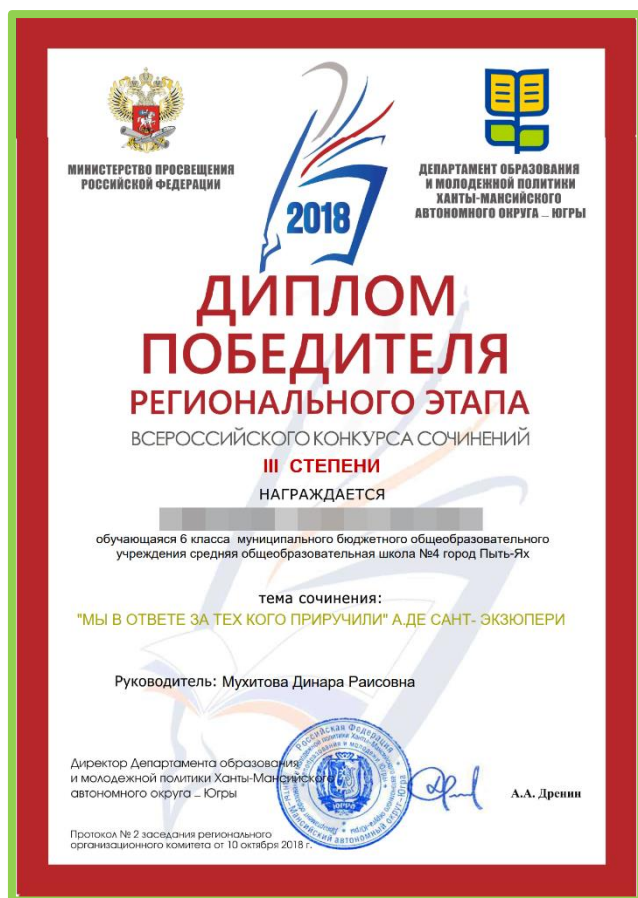 МИНИСТЕРСТВО ПРОСВЕЩЕНИЯ
РОССИЙСКОЙ ФЕДЕРАЦИИ
2018
ДЕПАРТАМЕНТ ОБРАЗОВАНИЯ
И МОЛОДЕЖНОЙ ПОЛИТИКИ
ХАНТЫ-МАНСИЙСКОГО
АВТОНОМНОГО ОКРУГА – ЮГРЫ
ДИПЛОМ
ПОБЕДИТЕЛЯ
РЕГИОНАЛЬНОГО ЭТАПА
ВСЕРОССИЙСКОГО КОНКУРСА СОЧИНЕНИЙ
III СТЕПЕНИ
НАГРАЖДАЕТСЯ
обучающаяся 6 класса муниципального бюджетного общеобразовательного
учреждения средняя общеобразовательная школа №4 город Пыть-Ях
тема сочинения:
"МЫ В ОТВЕТЕ ЗА ТЕХ КОГО ПРИРУЧИЛИ" А.ДЕ САНТ- ЭКЗЮПЕРИ
Руководитель: Мухитова Динара Раисовна
Директор Департамента образования
и молодежной политики Ханты-Мансийского
автономного округа – Югры
А.А. Дренин
Российская Федерация
ЮГРА
Протокол № 2 заседания регионального
организационного комитета от 10 октября 2018 г.